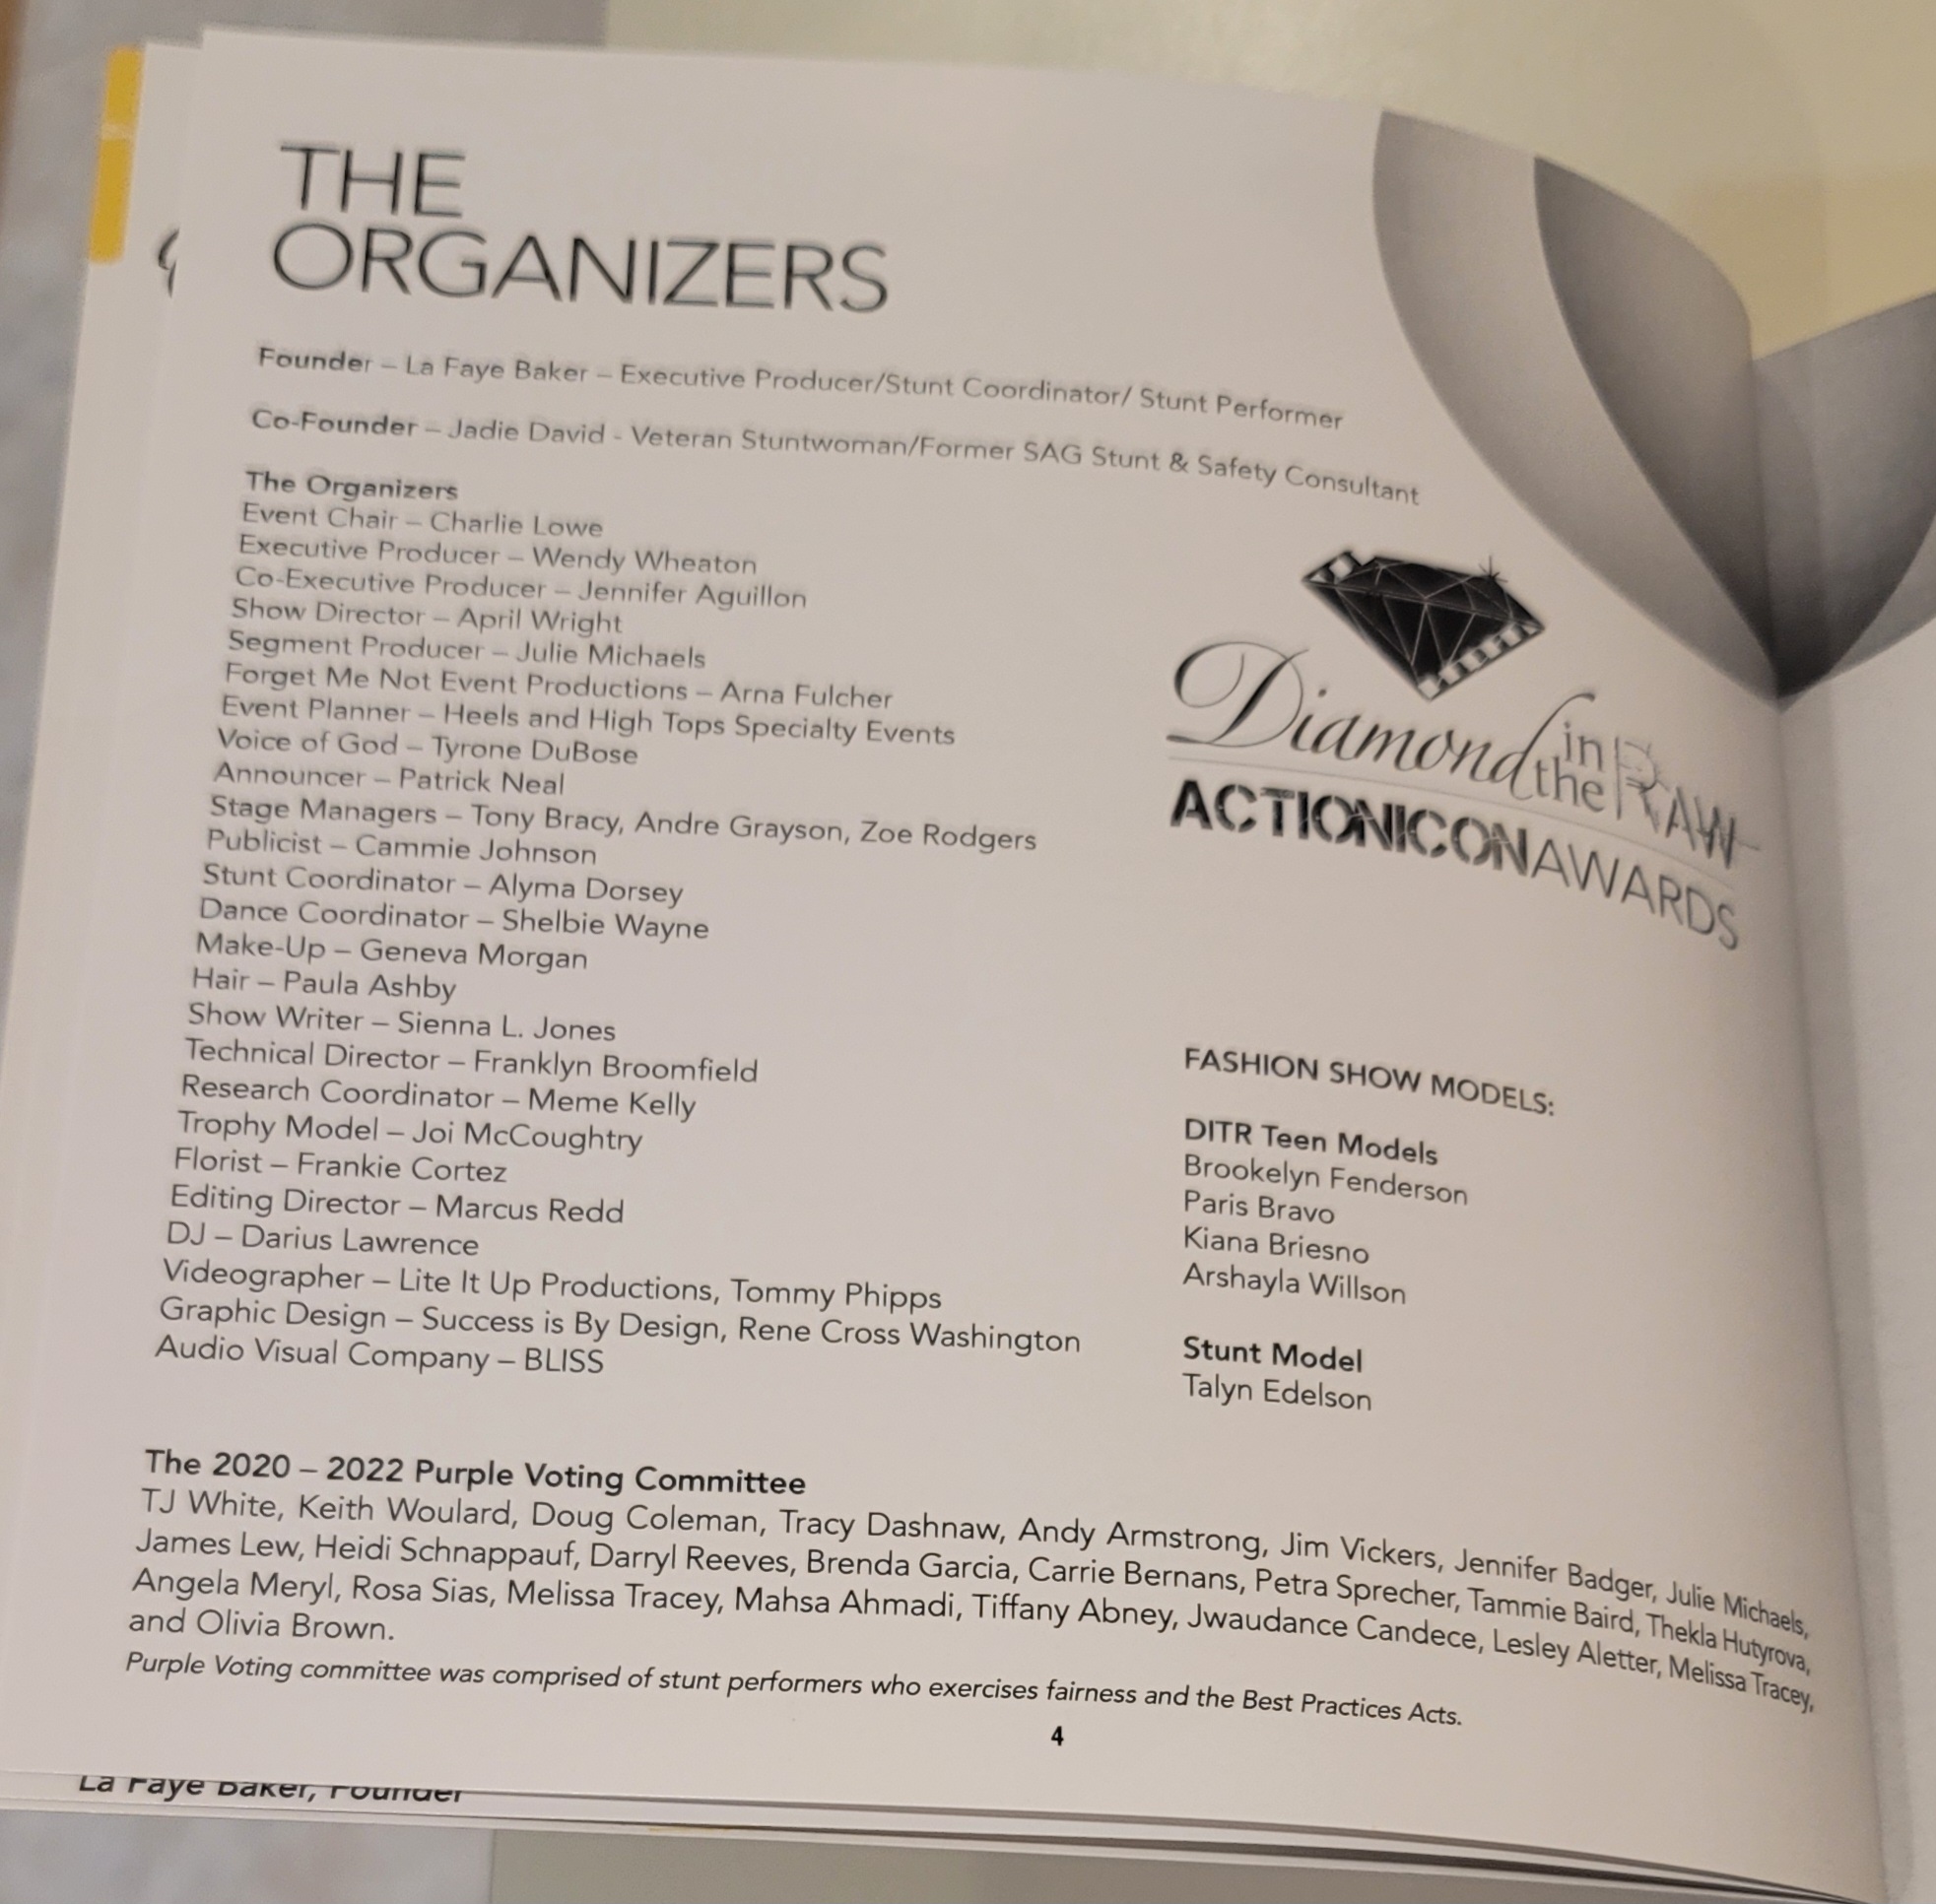 THE
ORGANIZERS
Founder – La Faye Baker – Executive Producer/Stunt Coordinator/ Stunt Performer
Co-Founder – Jadie David - Veteran Stuntwoman/Former SAG Stunt & Safety Consultant
The Organizers
Event Chair – Charlie Lowe
Executive Producer – Wendy Wheaton
Co-Executive Producer – Jennifer Aguillon
Show Director – April Wright
Segment Producer – Julie Michaels
Forget Me Not Event Productions – Arna Fulcher
Event Planner – Heels and High Tops Specialty Events
Voice of God – Tyrone DuBose
Announcer – Patrick Neal
Stage Managers – Tony Bracy, Andre Grayson, Zoe Rodgers
Publicist – Cammie Johnson
Stunt Coordinator – Alyma Dorsey
Dance Coordinator – Shelbie Wayne
Make-Up – Geneva Morgan
Hair – Paula Ashby
Show Writer – Sienna L. Jones
Technical Director – Franklyn Broomfield
Research Coordinator – Meme Kelly
Trophy Model – Joi McCoughtry
Florist – Frankie Cortez
Editing Director – Marcus Redd
DJ – Darius Lawrence
Videographer – Lite It Up Productions, Tommy Phipps
Graphic Design – Success is By Design, Rene Cross Washington
Audio Visual Company – BLISS
Diamond in the RAW
ACTIONICONAWARDS
FASHION SHOW MODELS:
DITR Teen Models
Brookelyn Fenderson
Paris Bravo
Kiana Briesno
Arshayla Willson
Stunt Model
Talyn Edelson
The 2020 – 2022 Purple Voting Committee
TJ White, Keith Woulard, Doug Coleman, Tracy Dashnaw, Andy Armstrong, Jim Vickers, Jennifer Badger, Julie Michaels,
James Lew, Heidi Schnappauf, Darryl Reeves, Brenda Garcia, Carrie Bernans, Petra Sprecher, Tammie Baird, Thekla Hutyrova,
Angela Meryl, Rosa Sias, Melissa Tracey, Mahsa Ahmadi, Tiffany Abney, Jwaudance Candece, Lesley Aletter, Melissa Tracey,
and Olivia Brown.
Purple Voting committee was comprised of stunt performers who exercises fairness and the Best Practices Acts.
4
La Faye Baker, Founder